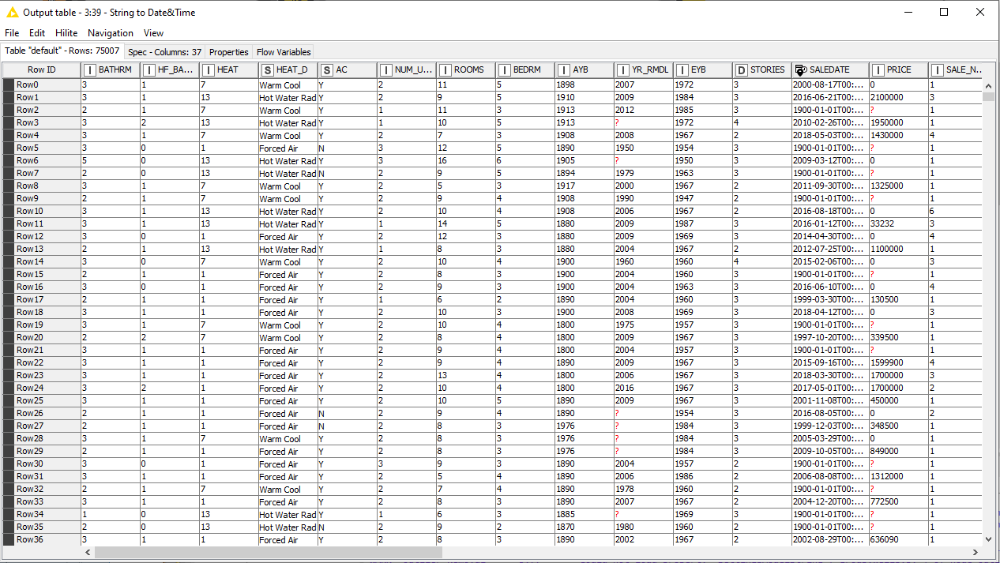 Output table - 3:39 - String to Date&Time
File Edit Hilite Navigation View
Table "default" - Rows: 75007 Spec - Columns: 37 Properties Flow Variables
Row ID I BATHRM I HF_BA... I HEAT S HEAT_D S AC I NUM_U... I ROOMS I BEDRM I AYB I YR_RMDL I EYB D STORIES SALEDATE I PRICE I SALE_N...
Row0 3 1 7 Warm Cool Y 2 11 5 1898 2007 1972 3 2000-08-17T00:... 0 1
Row1 3 1 13 Hot Water Rad Y 2 9 5 1910 2009 1984 3 2016-06-21T00:... 2100000 3
Row2 2 1 7 Warm Cool Y 1 11 3 1913 2012 1985 3 1900-01-01T00:... ? 1
Row3 3 2 13 Hot Water Rad Y 1 10 5 1913 ? 1972 4 2010-02-26T00:... 1950000 1
Row4 3 1 7 Warm Cool Y 2 7 3 1908 2008 1967 2 2018-05-03T00:... 1430000 4
Row5 3 0 1 Forced Air N 3 12 5 1890 1950 1954 3 1900-01-01T00:... ? 1
Row6 5 0 13 Hot Water Rad Y 3 16 6 1905 ? 1950 3 2009-03-12T00:... 0 1
Row7 2 0 13 Hot Water Rad N 2 9 5 1894 1979 1963 3 1900-01-01T00:... ? 1
Row8 3 1 7 Warm Cool Y 2 5 3 1917 2000 1967 2 2011-09-30T00:... 1325000 1
Row9 2 1 7 Warm Cool Y 2 9 4 1908 1990 1947 2 1900-01-01T00:... ? 1
Row10 3 1 13 Hot Water Rad Y 2 10 4 1908 2006 1967 2 2016-08-18T00:... 0 6
Row11 3 1 13 Hot Water Rad Y 1 14 5 1880 2009 1987 3 2016-01-12T00:... 33232 3
Row12 3 0 1 Forced Air Y 2 12 3 1880 2009 1969 3 2014-04-30T00:... 0 4
Row13 2 1 13 Hot Water Rad Y 1 8 3 1880 2004 1967 2 2012-07-25T00:... 1100000 1
Row14 3 0 7 Warm Cool Y 2 10 4 1900 1960 1960 4 2015-02-06T00:... 0 3
Row15 2 1 1 Forced Air Y 2 8 3 1900 2004 1960 3 1900-01-01T00:... ? 1
Row16 3 0 1 Forced Air Y 2 9 3 1900 2004 1963 3 2016-06-10T00:... 0 4
Row17 2 1 1 Forced Air Y 1 6 2 1890 2004 1960 3 1999-03-30T00:... 130500 1
Row18 3 1 1 Forced Air Y 2 10 3 1900 2008 1969 3 2018-04-12T00:... 0 3
Row19 3 1 7 Warm Cool Y 2 10 4 1800 1975 1957 3 1900-01-01T00:... ? 1
Row20 2 2 7 Warm Cool Y 2 8 4 1800 2009 1967 3 1997-10-20T00:... 339500 1
Row21 3 1 1 Forced Air Y 2 9 4 1800 2004 1957 3 1900-01-01T00:... ? 1
Row22 3 1 1 Forced Air Y 2 9 4 1890 2009 1967 3 2015-09-16T00:... 1599900 4
Row23 3 1 1 Forced Air Y 2 13 4 1800 2006 1967 3 2018-03-30T00:... 1700000 3
Row24 3 2 1 Forced Air Y 2 10 4 1800 2016 1967 3 2017-05-01T00:... 1700000 2
Row25 3 1 1 Forced Air Y 2 10 5 1890 2009 1967 3 2001-11-08T00:... 450000 1
Row26 2 1 1 Forced Air N 2 9 4 1890 ? 1954 3 2016-08-05T00:... 0 2
Row27 2 1 1 Forced Air N 2 8 3 1976 ? 1984 3 1999-12-03T00:... 348500 1
Row28 3 1 7 Warm Cool Y 2 8 3 1976 ? 1984 3 2005-03-29T00:... 0 1
Row29 2 1 1 Forced Air Y 2 8 3 1976 ? 1984 3 2009-10-05T00:... 849000 1
Row30 3 0 1 Forced Air Y 3 9 3 1890 2004 1957 2 1900-01-01T00:... ? 1
Row31 3 1 1 Forced Air Y 2 5 4 1890 2006 1986 2 2006-08-08T00:... 1312000 1
Row32 2 1 7 Warm Cool Y 2 7 4 1890 1978 1960 2 1900-01-01T00:... ? 1
Row33 3 1 1 Forced Air Y 2 8 3 1890 2007 1967 2 2004-12-20T00:... 772500 1
Row34 1 0 13 Hot Water Rad Y 1 6 3 1885 ? 1969 3 1900-01-01T00:... ? 1
Row35 2 0 13 Hot Water Rad N 2 9 2 1870 1980 1960 2 1900-01-01T00:... ? 1
Row36 3 1 1 Forced Air Y 2 8 3 1890 2002 1967 2 2002-08-29T00:... 636090 1